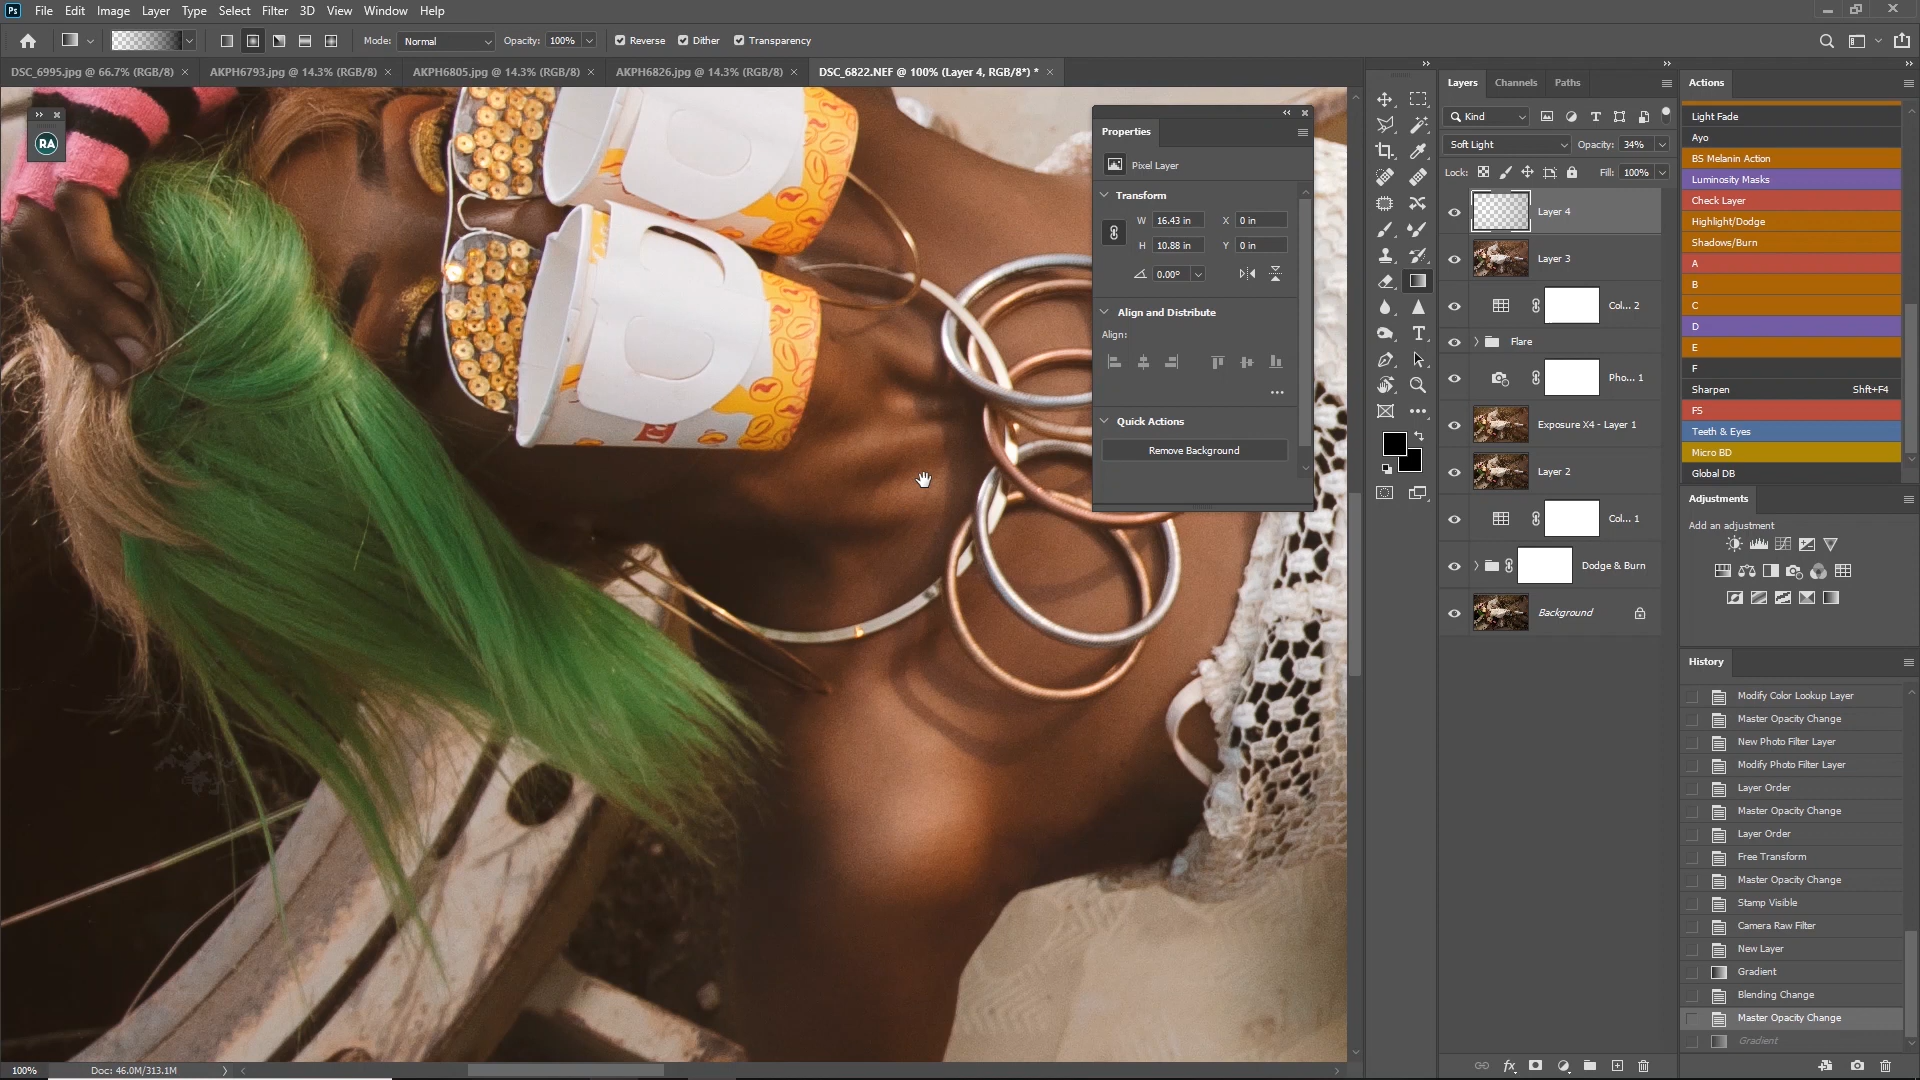 Ps File Edit Image Layer Type Select Filter 3D View Window Help
Mode: Normal Opacity: 100% Reverse Dither Transparency
DSC_6995.jpg @ 66.7% (RGB/8) × AKPH6793.jpg @ 14.3% (RGB/8) × AKPH6805.jpg @ 14.3% (RGB/8) × AKPH6826.jpg @ 14.3% (RGB/8) × DSC_6822.NEF @ 100% (Layer 4, RGB/8*) * ×
RA
Properties
Pixel Layer
Transform
W 16.43 in X 0 in
H 10.88 in Y 0 in
0.00°
Align and Distribute
Align:
Quick Actions
Remove Background
Layers Channels Paths
Kind
Soft Light Opacity: 34%
Lock: Fill: 100%
Layer 4
Layer 3
Col... 2
Flare
Pho... 1
Exposure X4 - Layer 1
Layer 2
Col... 1
Dodge & Burn
Background
Actions
Light Fade
Ayo
BS Melanin Action
Luminosity Masks
Check Layer
Highlight/Dodge
Shadows/Burn
A
B
C
D
E
F
Sharpen Shft+F4
FS
Teeth & Eyes
Micro BD
Global DB
Adjustments
Add an adjustment
History
Modify Color Lookup Layer
Master Opacity Change
New Photo Filter Layer
Modify Photo Filter Layer
Layer Order
Master Opacity Change
Layer Order
Free Transform
Master Opacity Change
Stamp Visible
Camera Raw Filter
New Layer
Gradient
Blending Change
Master Opacity Change
Gradient
100% Doc: 46.0M/313.1M
fx